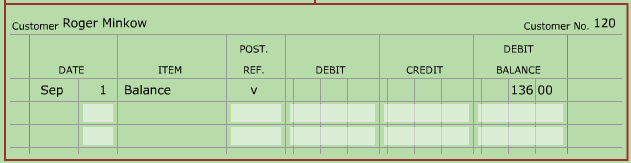 Customer Roger Minkow Customer No. 120
POST. DEBIT
DATE ITEM REF. DEBIT CREDIT BALANCE
Sep 1 Balance v 136 00